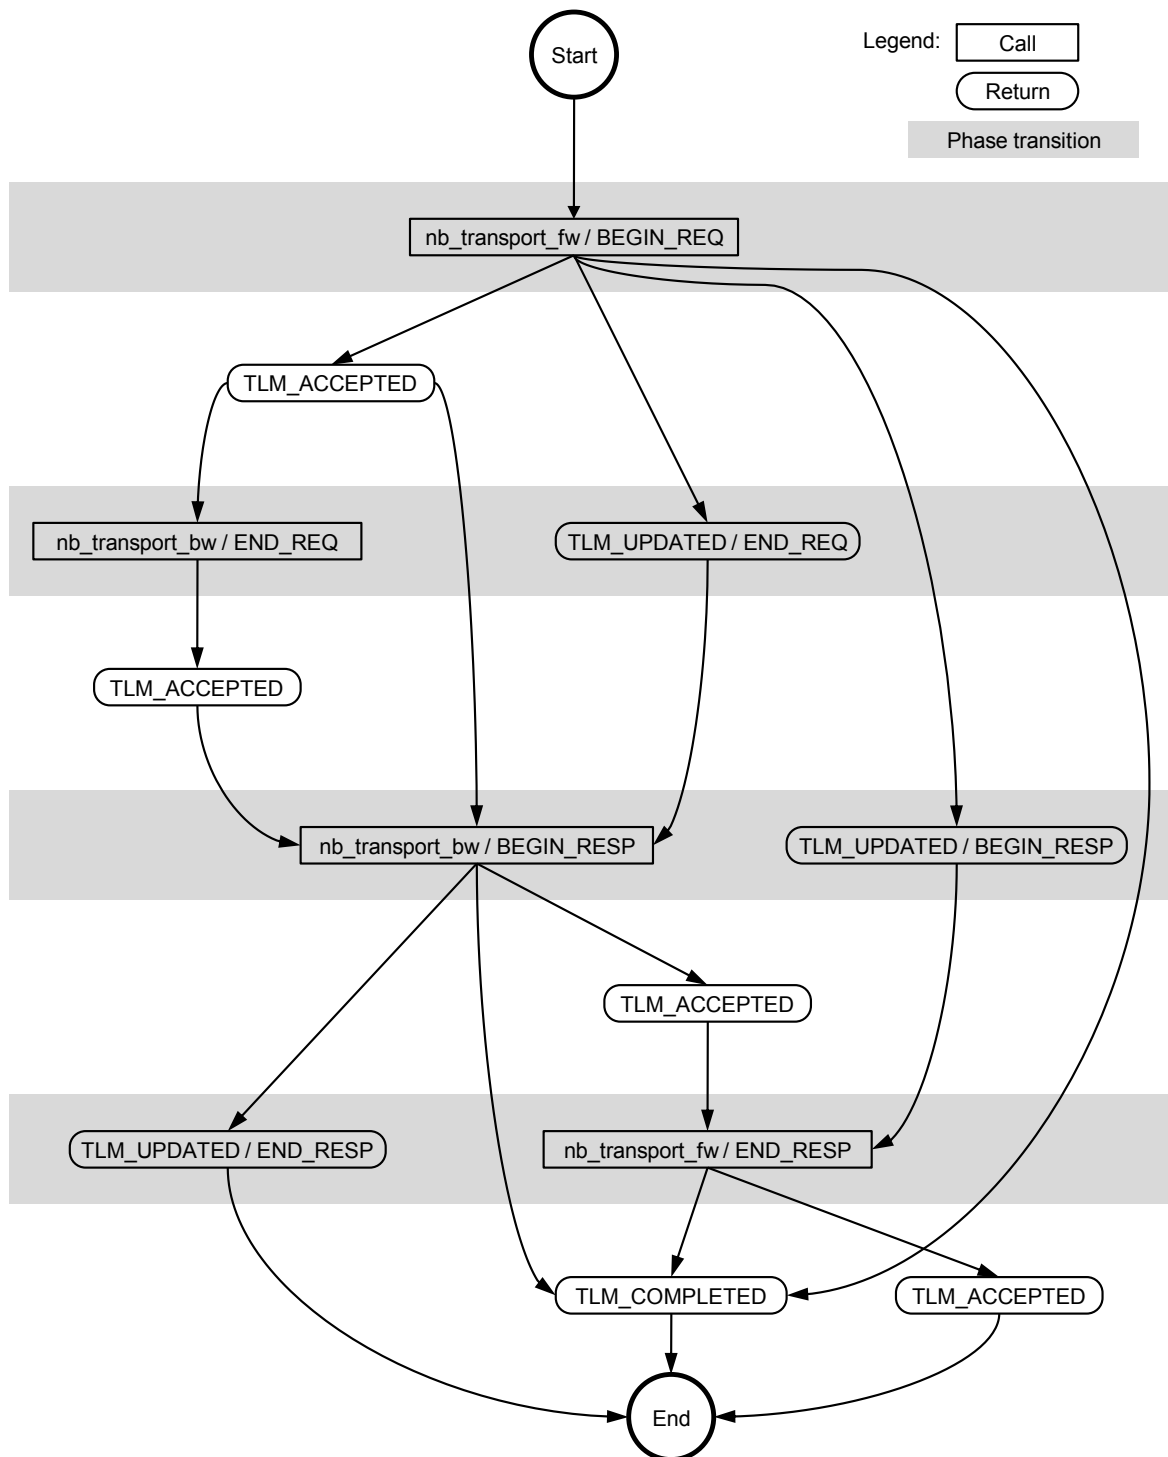 Start
Legend:
Call
Return
Phase transition
nb_transport_fw / BEGIN_REQ
TLM_ACCEPTED
nb_transport_bw / END_REQ
TLM_UPDATED / END_REQ
TLM_ACCEPTED
nb_transport_bw / BEGIN_RESP
TLM_UPDATED / BEGIN_RESP
TLM_ACCEPTED
TLM_UPDATED / END_RESP
nb_transport_fw / END_RESP
TLM_COMPLETED
TLM_ACCEPTED
End